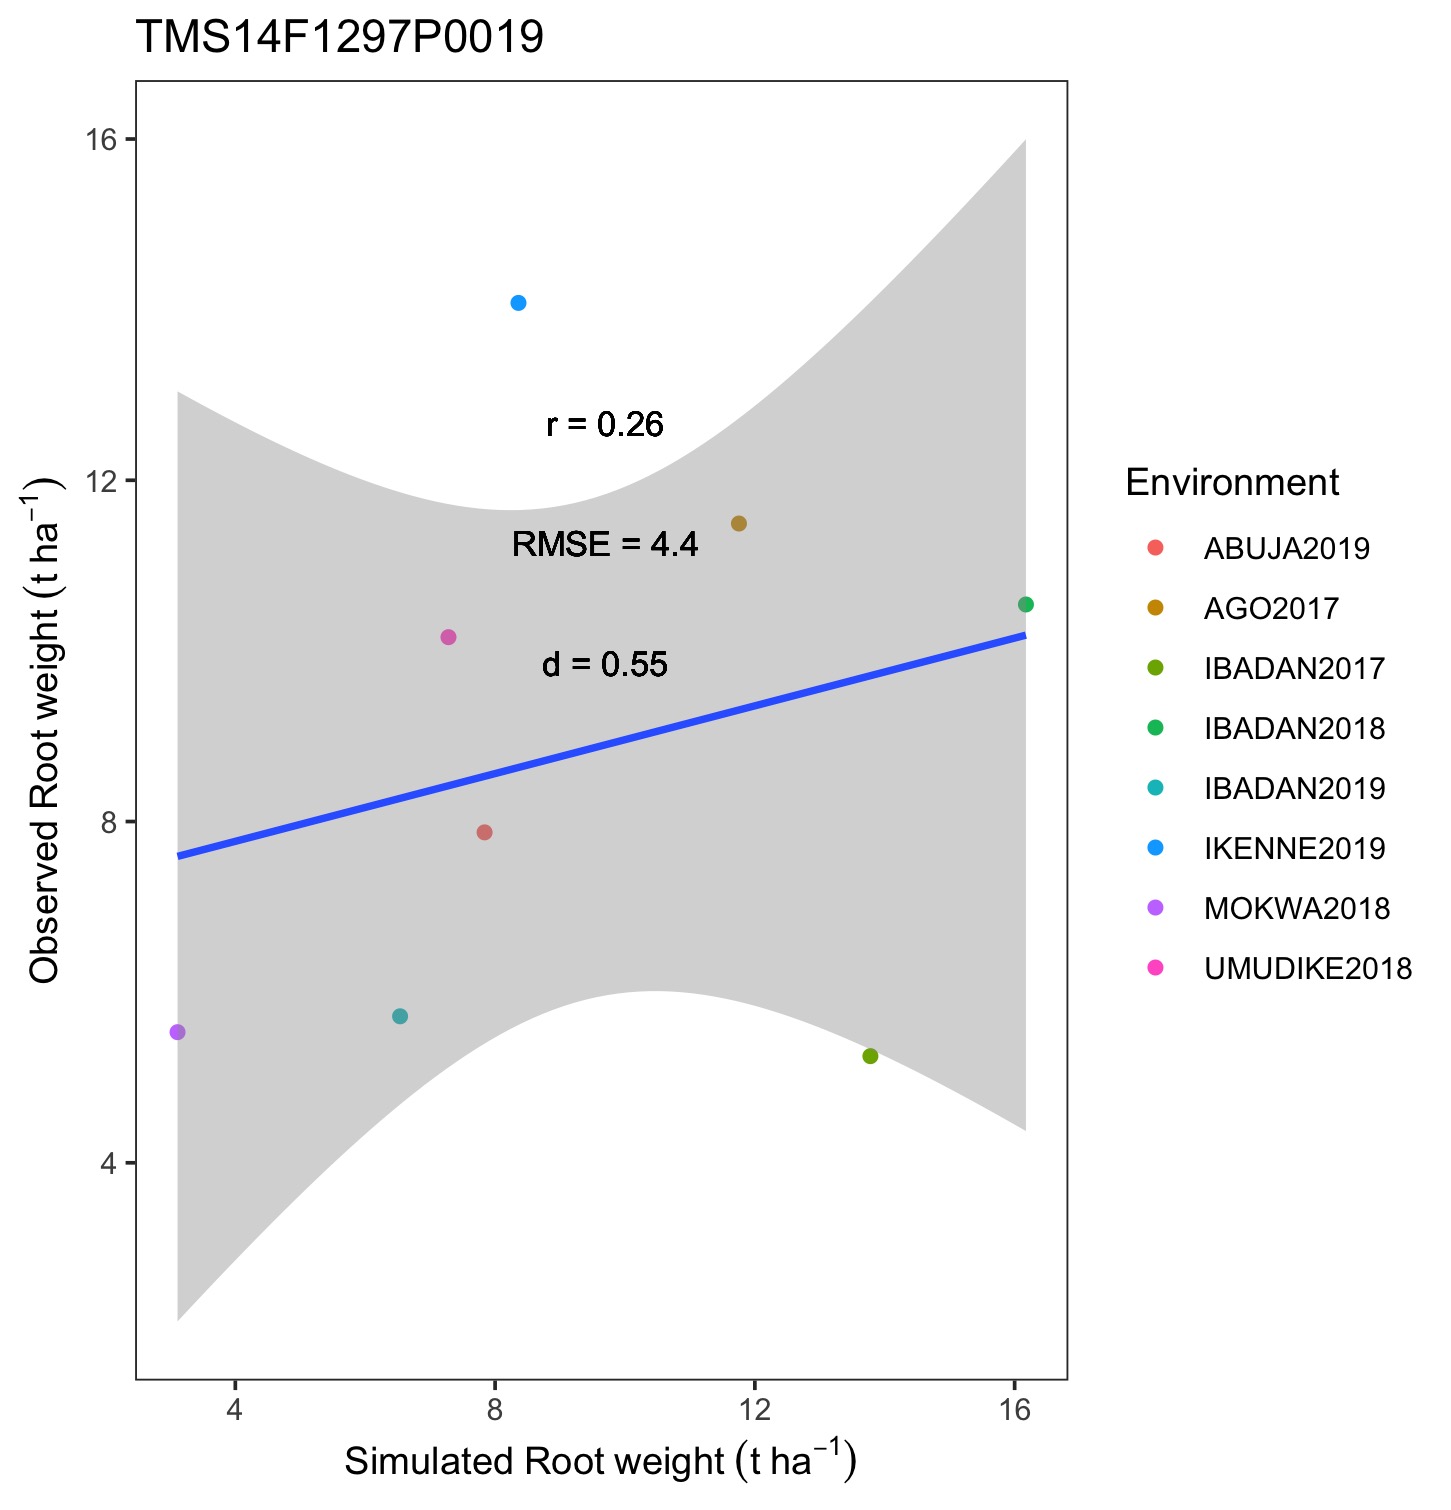 TMS14F1297P0019
16
12
8
4
Observed Root weight (t ha⁻¹)
r = 0.26
RMSE = 4.4
d = 0.55
4 8 12 16
Simulated Root weight (t ha⁻¹)
Environment
ABUJA2019
AGO2017
IBADAN2017
IBADAN2018
IBADAN2019
IKENNE2019
MOKWA2018
UMUDIKE2018